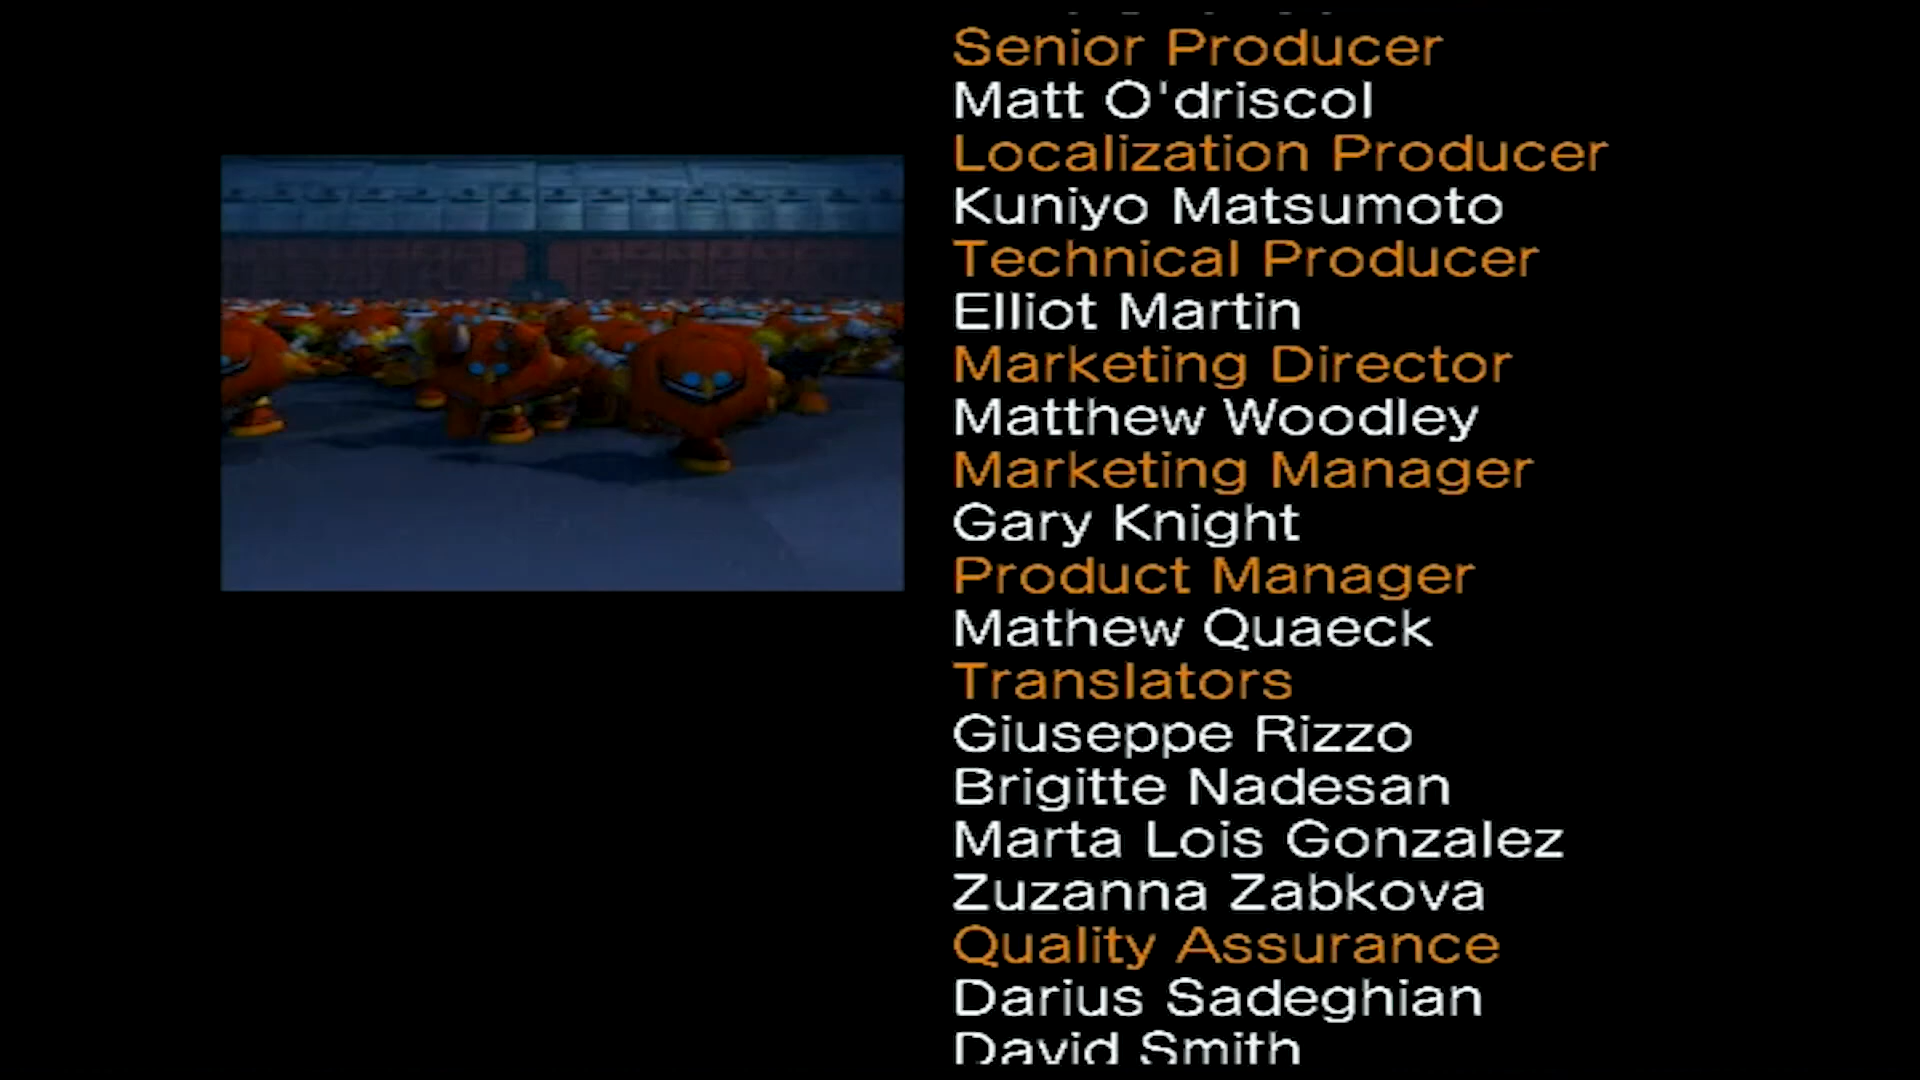 Senior Producer
Matt O'driscol
Localization Producer
Kuniyo Matsumoto
Technical Producer
Elliot Martin
Marketing Director
Matthew Woodley
Marketing Manager
Gary Knight
Product Manager
Mathew Quaeck
Translators
Giuseppe Rizzo
Brigitte Nadesan
Marta Lois Gonzalez
Zuzanna Zabkova
Quality Assurance
Darius Sadeghian
David Smith